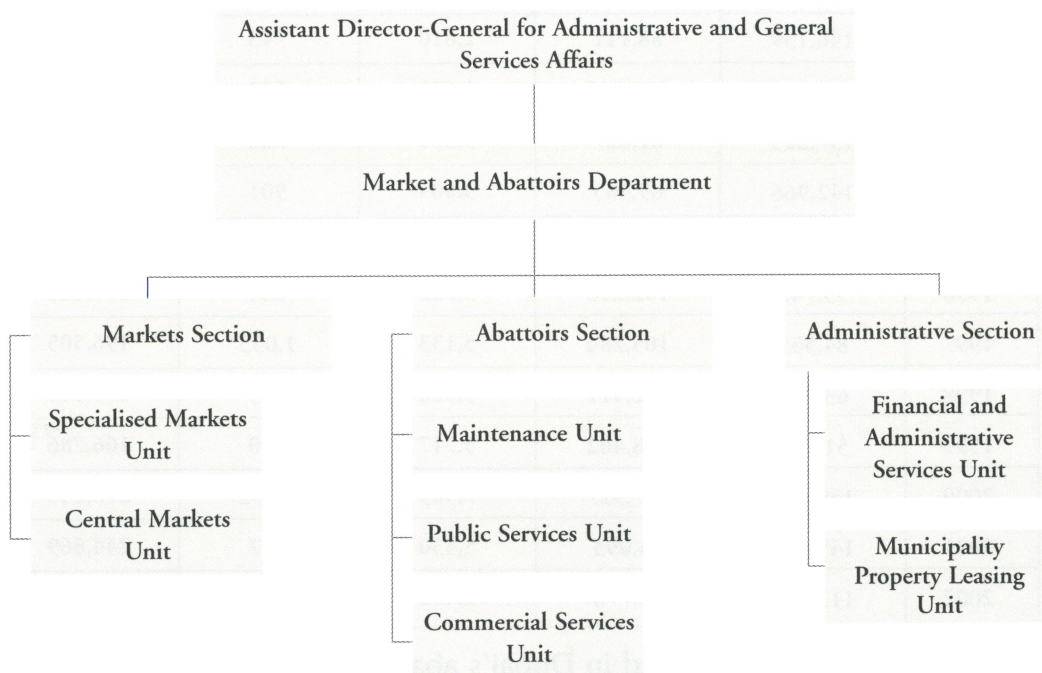 Assistant Director-General for Administrative and General
Services Affairs
Market and Abattoirs Department
Markets Section
Abattoirs Section
Administrative Section
Specialised Markets
Unit
Central Markets
Unit
Maintenance Unit
Public Services Unit
Commercial Services
Unit
Financial and
Administrative
Services Unit
Municipality
Property Leasing
Unit